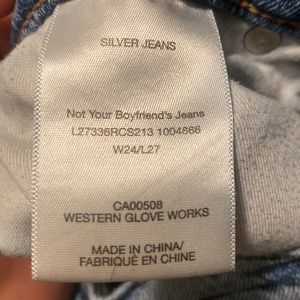 SILVER JEANS
Not Your Boyfriend's Jeans
L27336RCS213 1004866
W24/L27
CA00508
WESTERN GLOVE WORKS
MADE IN CHINA/
FABRIQUÉ EN CHINE